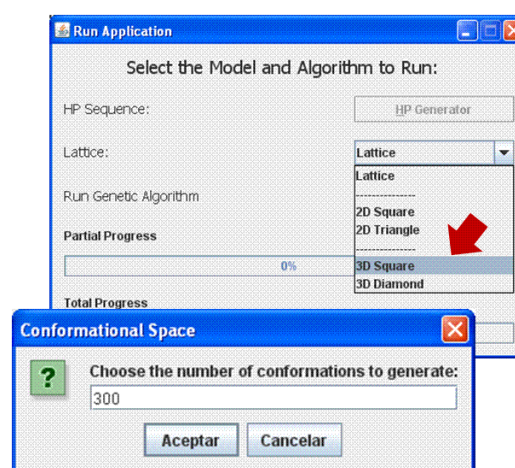 Run Application
Select the Model and Algorithm to Run:
HP Sequence:
HP Generator
Lattice:
Lattice
Lattice
---------------
2D Square
2D Triangle
---------------
3D Square
3D Diamond
Run Genetic Algorithm
Partial Progress
0%
Total Progress
Conformational Space
Choose the number of conformations to generate:
300
Aceptar
Cancelar